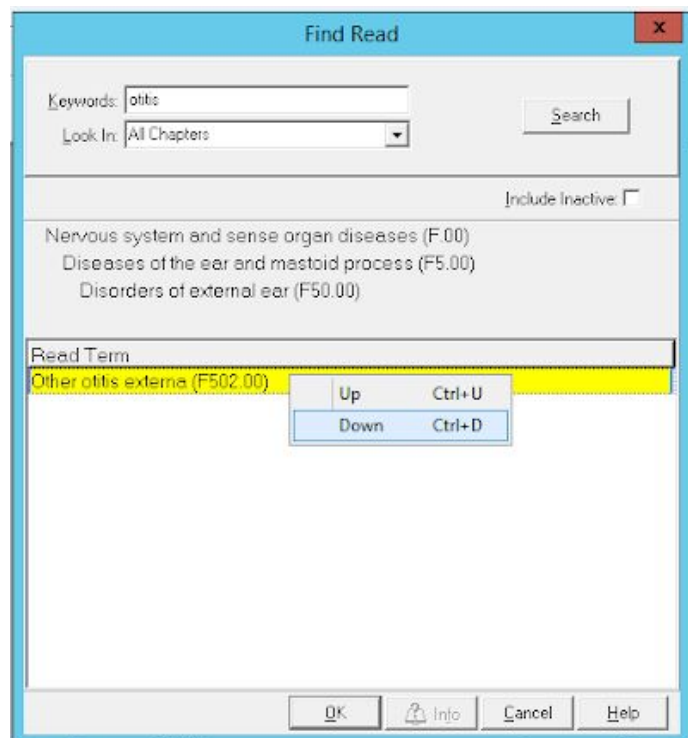 Find Read
x
Keywords: otitis
Search
Look In: All Chapters
Include Inactive:
Nervous system and sense organ diseases (F.00)
Diseases of the ear and mastoid process (F5.00)
Disorders of external ear (F50.00)
Read Term
Other otitis externa (F502.00)
Up Ctrl+U
Down Ctrl+D
OK Info Cancel Help